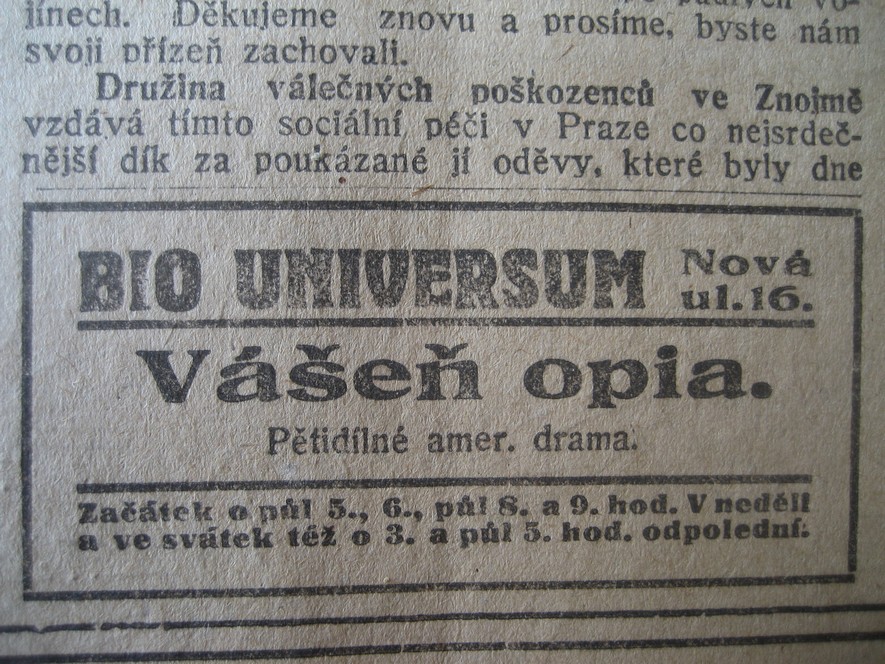 jínech. Děkujeme znovu a prosíme, byste nám
svoji přízeň zachovali.
Družina válečných poškozenců ve Znojmě
vzdává tímto sociální péči v Praze co nejsrdeč-
nější dík za poukázané jí oděvy, které byly dne
BIO UNIVERSUM
Nová
ul. 16.
Vášeň opia.
Pětidílné amer. drama.
Začátek o půl 5., 6., půl 8. a 9. hod. V neděli
a ve svátek též o 3. a půl 5. hod. odpolední.